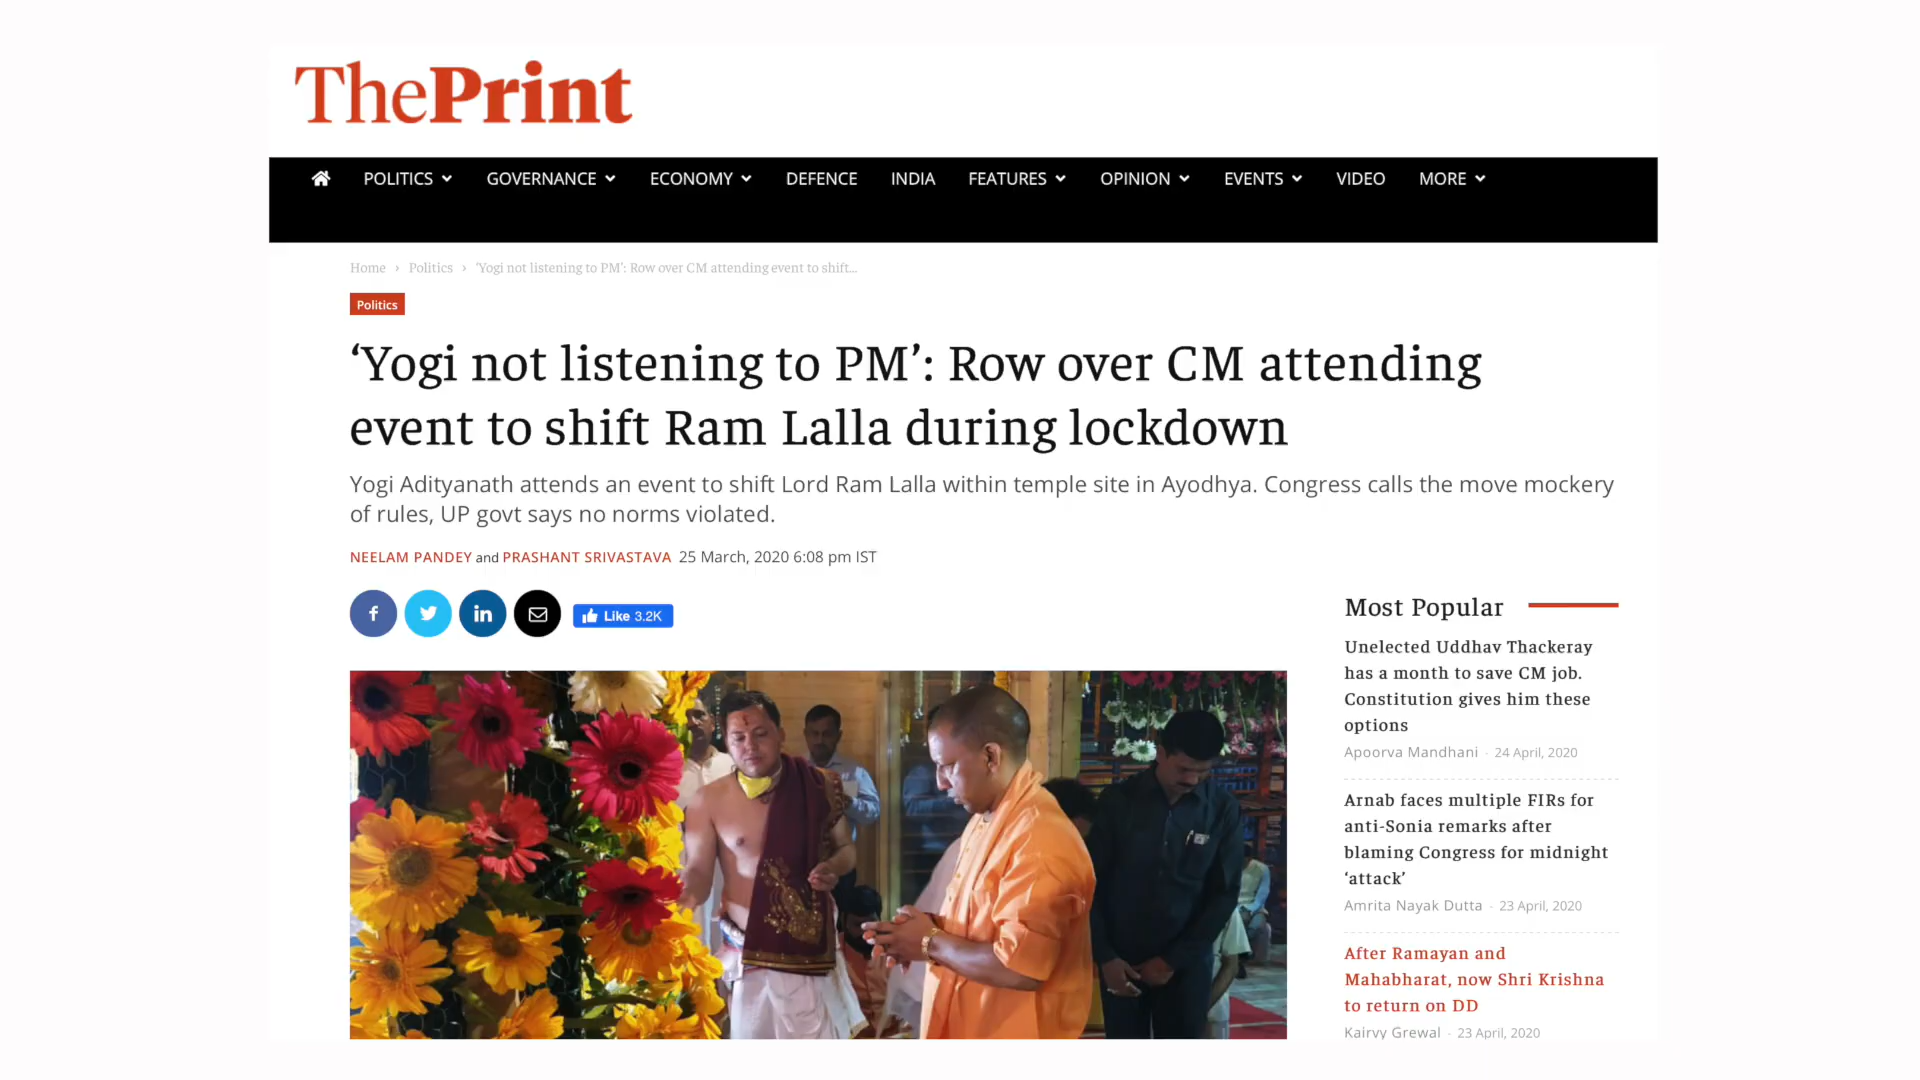 ThePrint
POLITICS GOVERNANCE ECONOMY DEFENCE INDIA FEATURES OPINION EVENTS VIDEO MORE
Home › Politics › ‘Yogi not listening to PM’: Row over CM attending event to shift...
Politics
‘Yogi not listening to PM’: Row over CM attending
event to shift Ram Lalla during lockdown
Yogi Adityanath attends an event to shift Lord Ram Lalla within temple site in Ayodhya. Congress calls the move mockery
of rules, UP govt says no norms violated.
NEELAM PANDEY and PRASHANT SRIVASTAVA 25 March, 2020 6:08 pm IST
Like 3.2K
Most Popular
Unelected Uddhav Thackeray
has a month to save CM job.
Constitution gives him these
options
Apoorva Mandhani - 24 April, 2020
Arnab faces multiple FIRs for
anti-Sonia remarks after
blaming Congress for midnight
‘attack’
Amrita Nayak Dutta - 23 April, 2020
After Ramayan and
Mahabharat, now Shri Krishna
to return on DD
Kairvy Grewal - 23 April, 2020